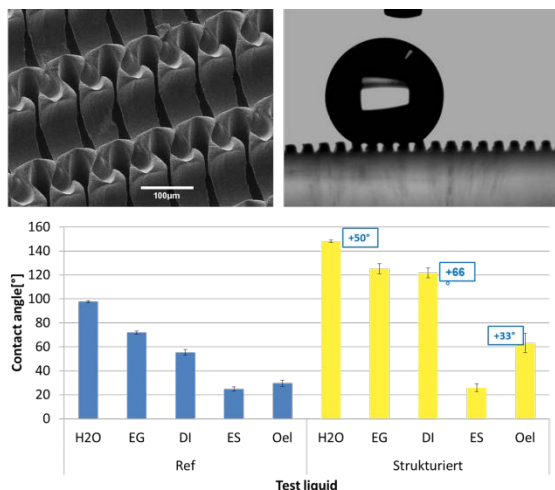 100µm
160
140
120
100
80
60
40
20
0
Contact angle[°]
+50°
+66
°
+33°
H2O EG DI ES Oel H2O EG DI ES Oel
Ref Strukturiert
Test liquid